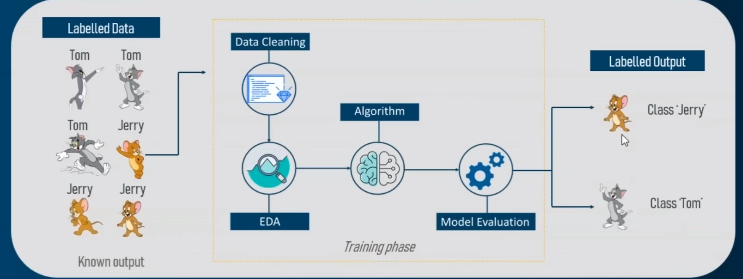 Labelled Data
Tom Tom
Tom Jerry
Jerry Jerry
Known output
Data Cleaning
EDA
Algorithm
Model Evaluation
Training phase
Labelled Output
Class 'Jerry'
Class 'Tom'